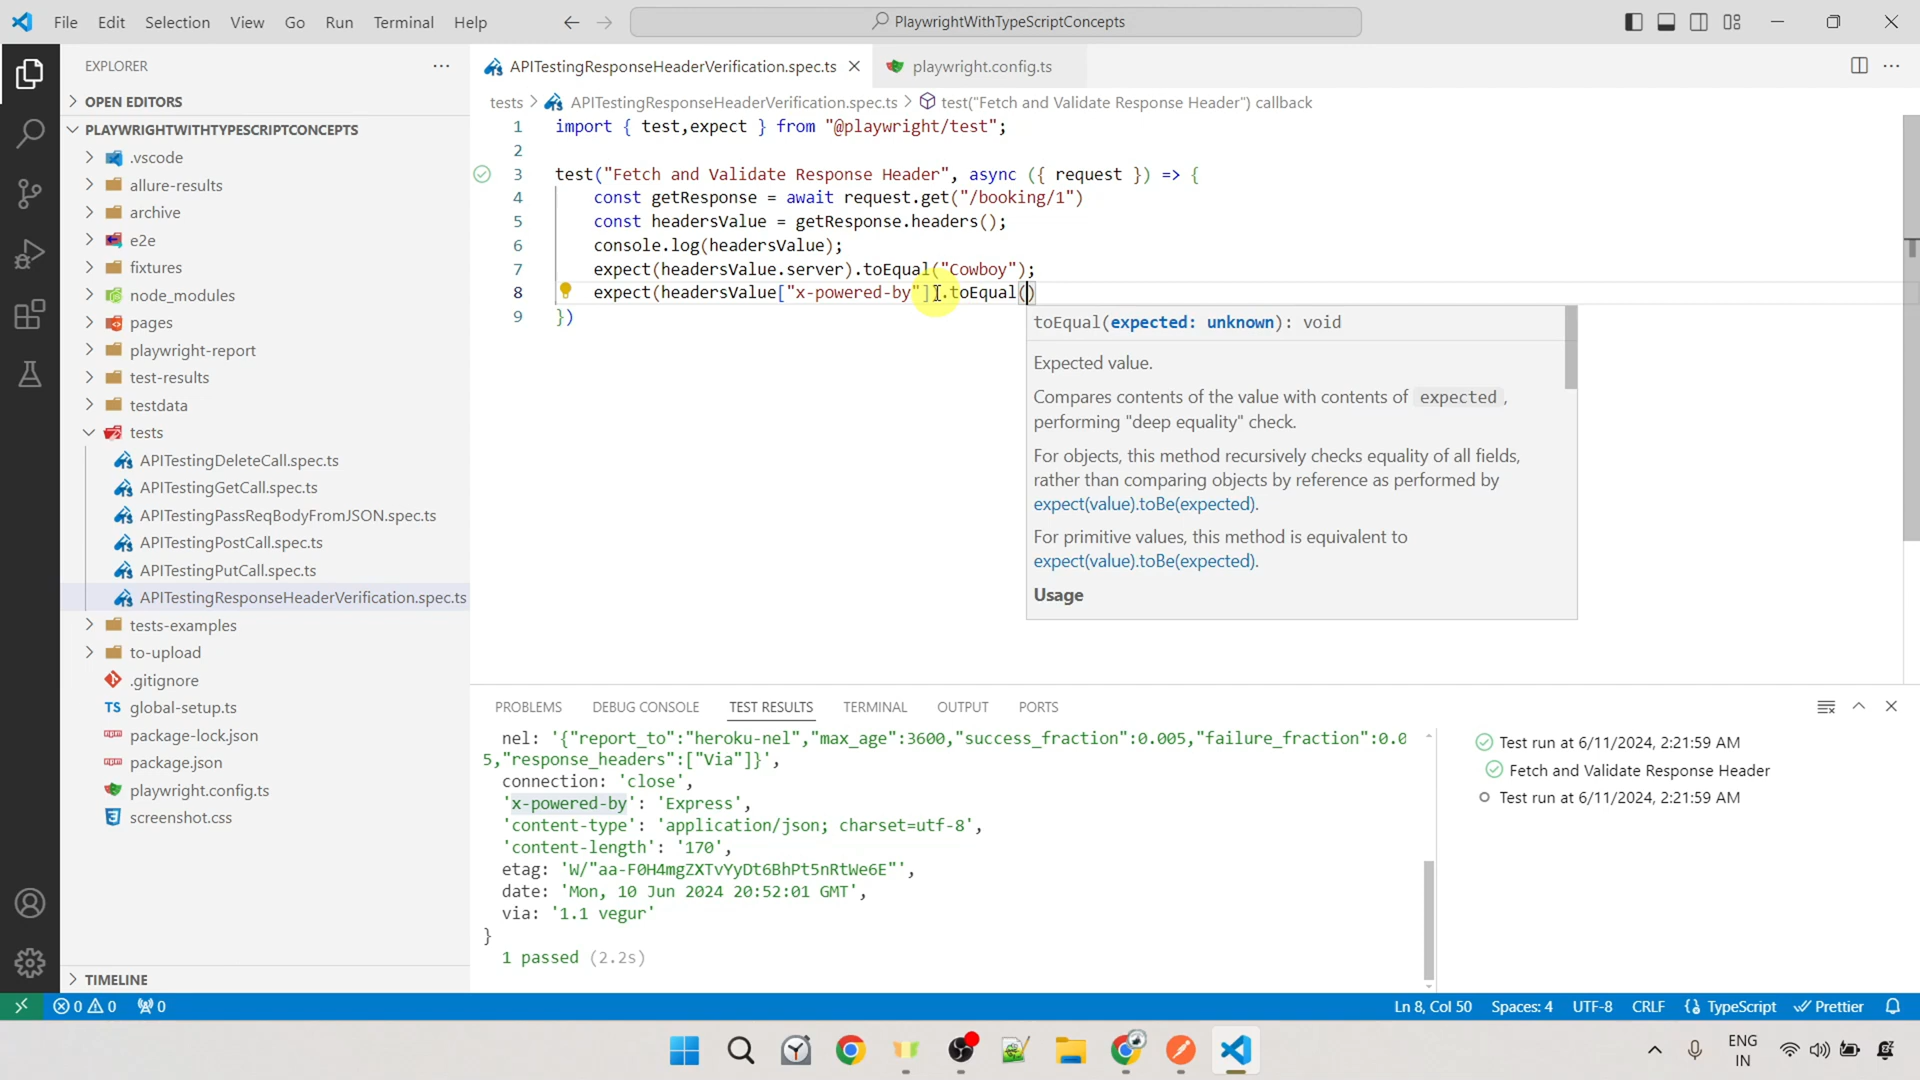 File Edit Selection View Go Run Terminal Help
PlaywrightWithTypeScriptConcepts
EXPLORER
OPEN EDITORS
PLAYWRIGHTWITHTYPESCRIPTCONCEPTS
.vscode
allure-results
archive
e2e
fixtures
node_modules
pages
playwright-report
test-results
testdata
tests
APITestingDeleteCall.spec.ts
APITestingGetCall.spec.ts
APITestingPassReqBodyFromJSON.spec.ts
APITestingPostCall.spec.ts
APITestingPutCall.spec.ts
APITestingResponseHeaderVerification.spec.ts
tests-examples
to-upload
.gitignore
TS global-setup.ts
package-lock.json
package.json
playwright.config.ts
screenshot.css
TIMELINE
APITestingResponseHeaderVerification.spec.ts playwright.config.ts
tests > APITestingResponseHeaderVerification.spec.ts > test("Fetch and Validate Response Header") callback
1 import { test,expect } from "@playwright/test";
2
3 test("Fetch and Validate Response Header", async ({ request }) => {
4 const getResponse = await request.get("/booking/1")
5 const headersValue = getResponse.headers();
6 console.log(headersValue);
7 expect(headersValue.server).toEqual("Cowboy");
8 expect(headersValue["x-powered-by"]).toEqual()
9 })
toEqual(expected: unknown): void
Expected value.
Compares contents of the value with contents of expected ,
performing "deep equality" check.
For objects, this method recursively checks equality of all fields,
rather than comparing objects by reference as performed by
expect(value).toBe(expected).
For primitive values, this method is equivalent to
expect(value).toBe(expected).
Usage
PROBLEMS DEBUG CONSOLE TEST RESULTS TERMINAL OUTPUT PORTS
nel: '{"report_to":"heroku-nel","max_age":3600,"success_fraction":0.005,"failure_fraction":0.0
5,"response_headers":["Via"]}',
connection: 'close',
'x-powered-by': 'Express',
'content-type': 'application/json; charset=utf-8',
'content-length': '170',
etag: 'W/"aa-F0H4mgZXTvYyDt6BhPt5nRtWe6E"',
date: 'Mon, 10 Jun 2024 20:52:01 GMT',
via: '1.1 vegur'
}
1 passed (2.2s)
Test run at 6/11/2024, 2:21:59 AM
Fetch and Validate Response Header
Test run at 6/11/2024, 2:21:59 AM
0 0 0 Ln 8, Col 50 Spaces: 4 UTF-8 CRLF {} TypeScript Prettier
ENG
IN